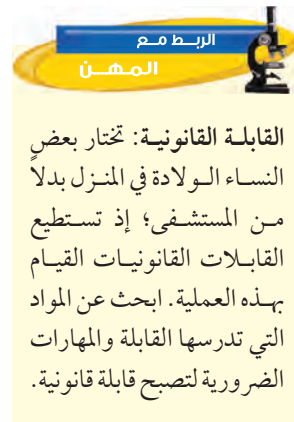 الربط مع
المهن
القابلة القانونية: تختار بعض
النساء الولادة في المنزل بدلاً
من المستشفى؛ إذ تستطيع
القابلات القانونيات القيام
بهذه العملية. ابحث عن المواد
التي تدرسها القابلة والمهارات
الضرورية لتصبح قابلة قانونية.